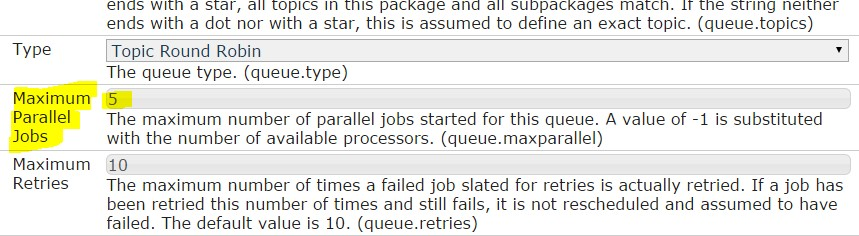 ends with a star, all topics in this package and all subpackages match. If the string neither
ends with a dot nor with a star, this is assumed to define an exact topic. (queue.topics)
Type
Topic Round Robin
The queue type. (queue.type)
Maximum
Parallel
Jobs
5
The maximum number of parallel jobs started for this queue. A value of -1 is substituted
with the number of available processors. (queue.maxparallel)
Maximum
Retries
10
The maximum number of times a failed job slated for retries is actually retried. If a job has
been retried this number of times and still fails, it is not rescheduled and assumed to have
failed. The default value is 10. (queue.retries)